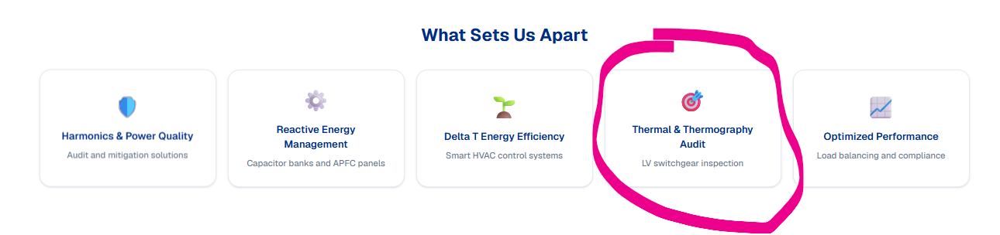 What Sets Us Apart
Harmonics & Power Quality
Audit and mitigation solutions
Reactive Energy
Management
Capacitor banks and APFC panels
Delta T Energy Efficiency
Smart HVAC control systems
Thermal & Thermography
Audit
LV switchgear inspection
Optimized Performance
Load balancing and compliance